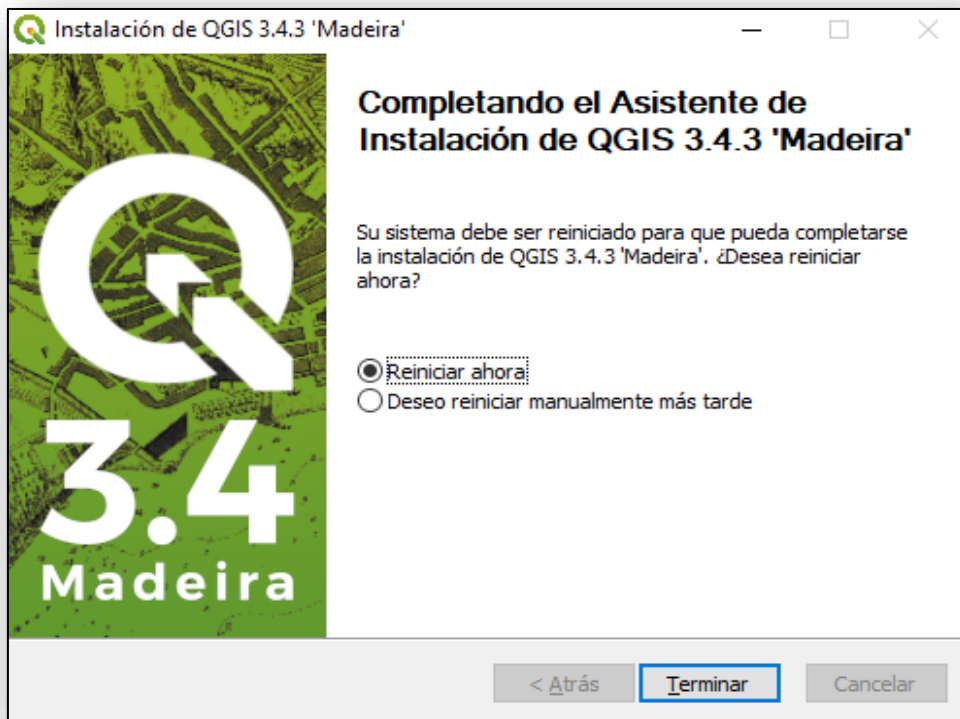 Instalación de QGIS 3.4.3 'Madeira'
Completando el Asistente de
Instalación de QGIS 3.4.3 'Madeira'
Su sistema debe ser reiniciado para que pueda completarse
la instalación de QGIS 3.4.3 'Madeira'. ¿Desea reiniciar
ahora?
Reiniciar ahora
Deseo reiniciar manualmente más tarde
3.4
Madeira
< Atrás
Terminar
Cancelar